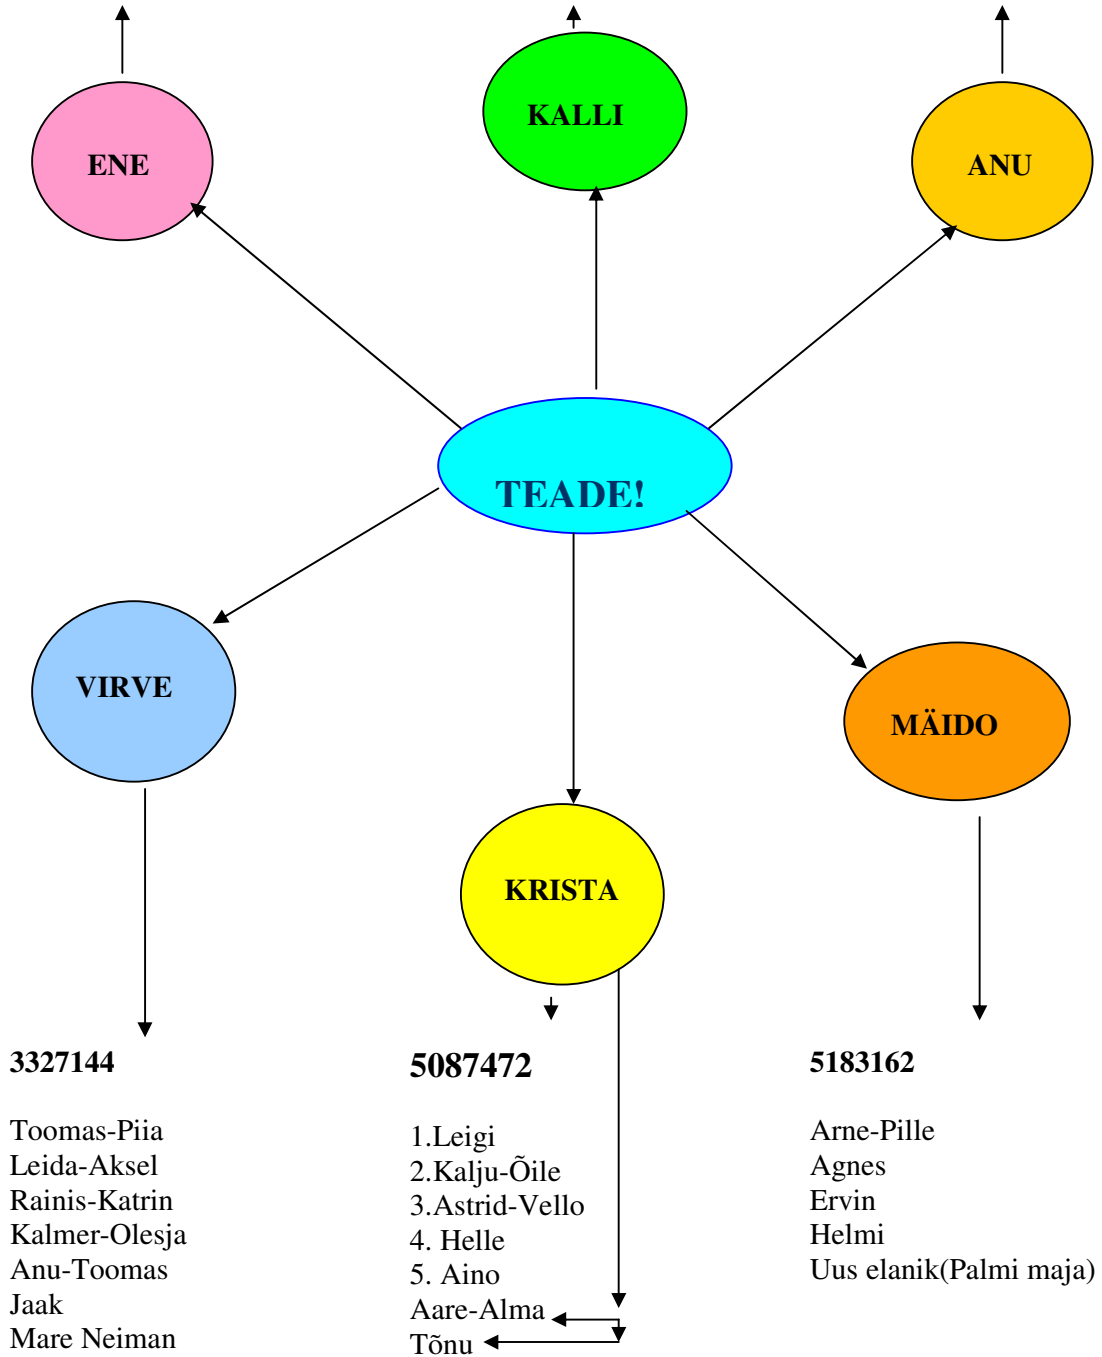 KALLI
ENE
ANU
TEADE!
VIRVE
MÄIDO
KRISTA
3327144
Toomas-Piia
Leida-Aksel
Rainis-Katrin
Kalmer-Olesja
Anu-Toomas
Jaak
Mare Neiman
5087472
1.Leigi
2.Kalju-Õile
3.Astrid-Vello
4. Helle
5. Aino
Aare-Alma
Tõnu
5183162
Arne-Pille
Agnes
Ervin
Helmi
Uus elanik(Palmi maja)